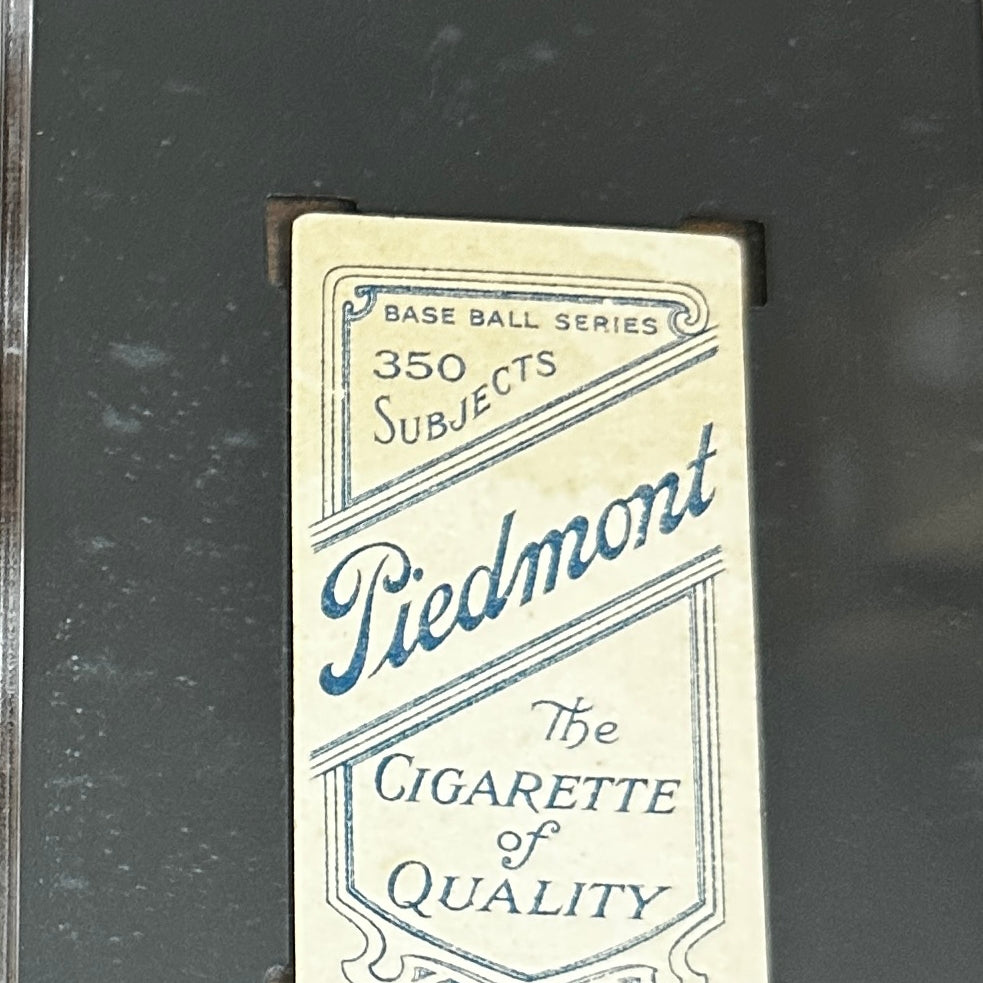 BASE BALL SERIES
350
SUBJECTS
Piedmont
The
CIGARETTE
of
QUALITY